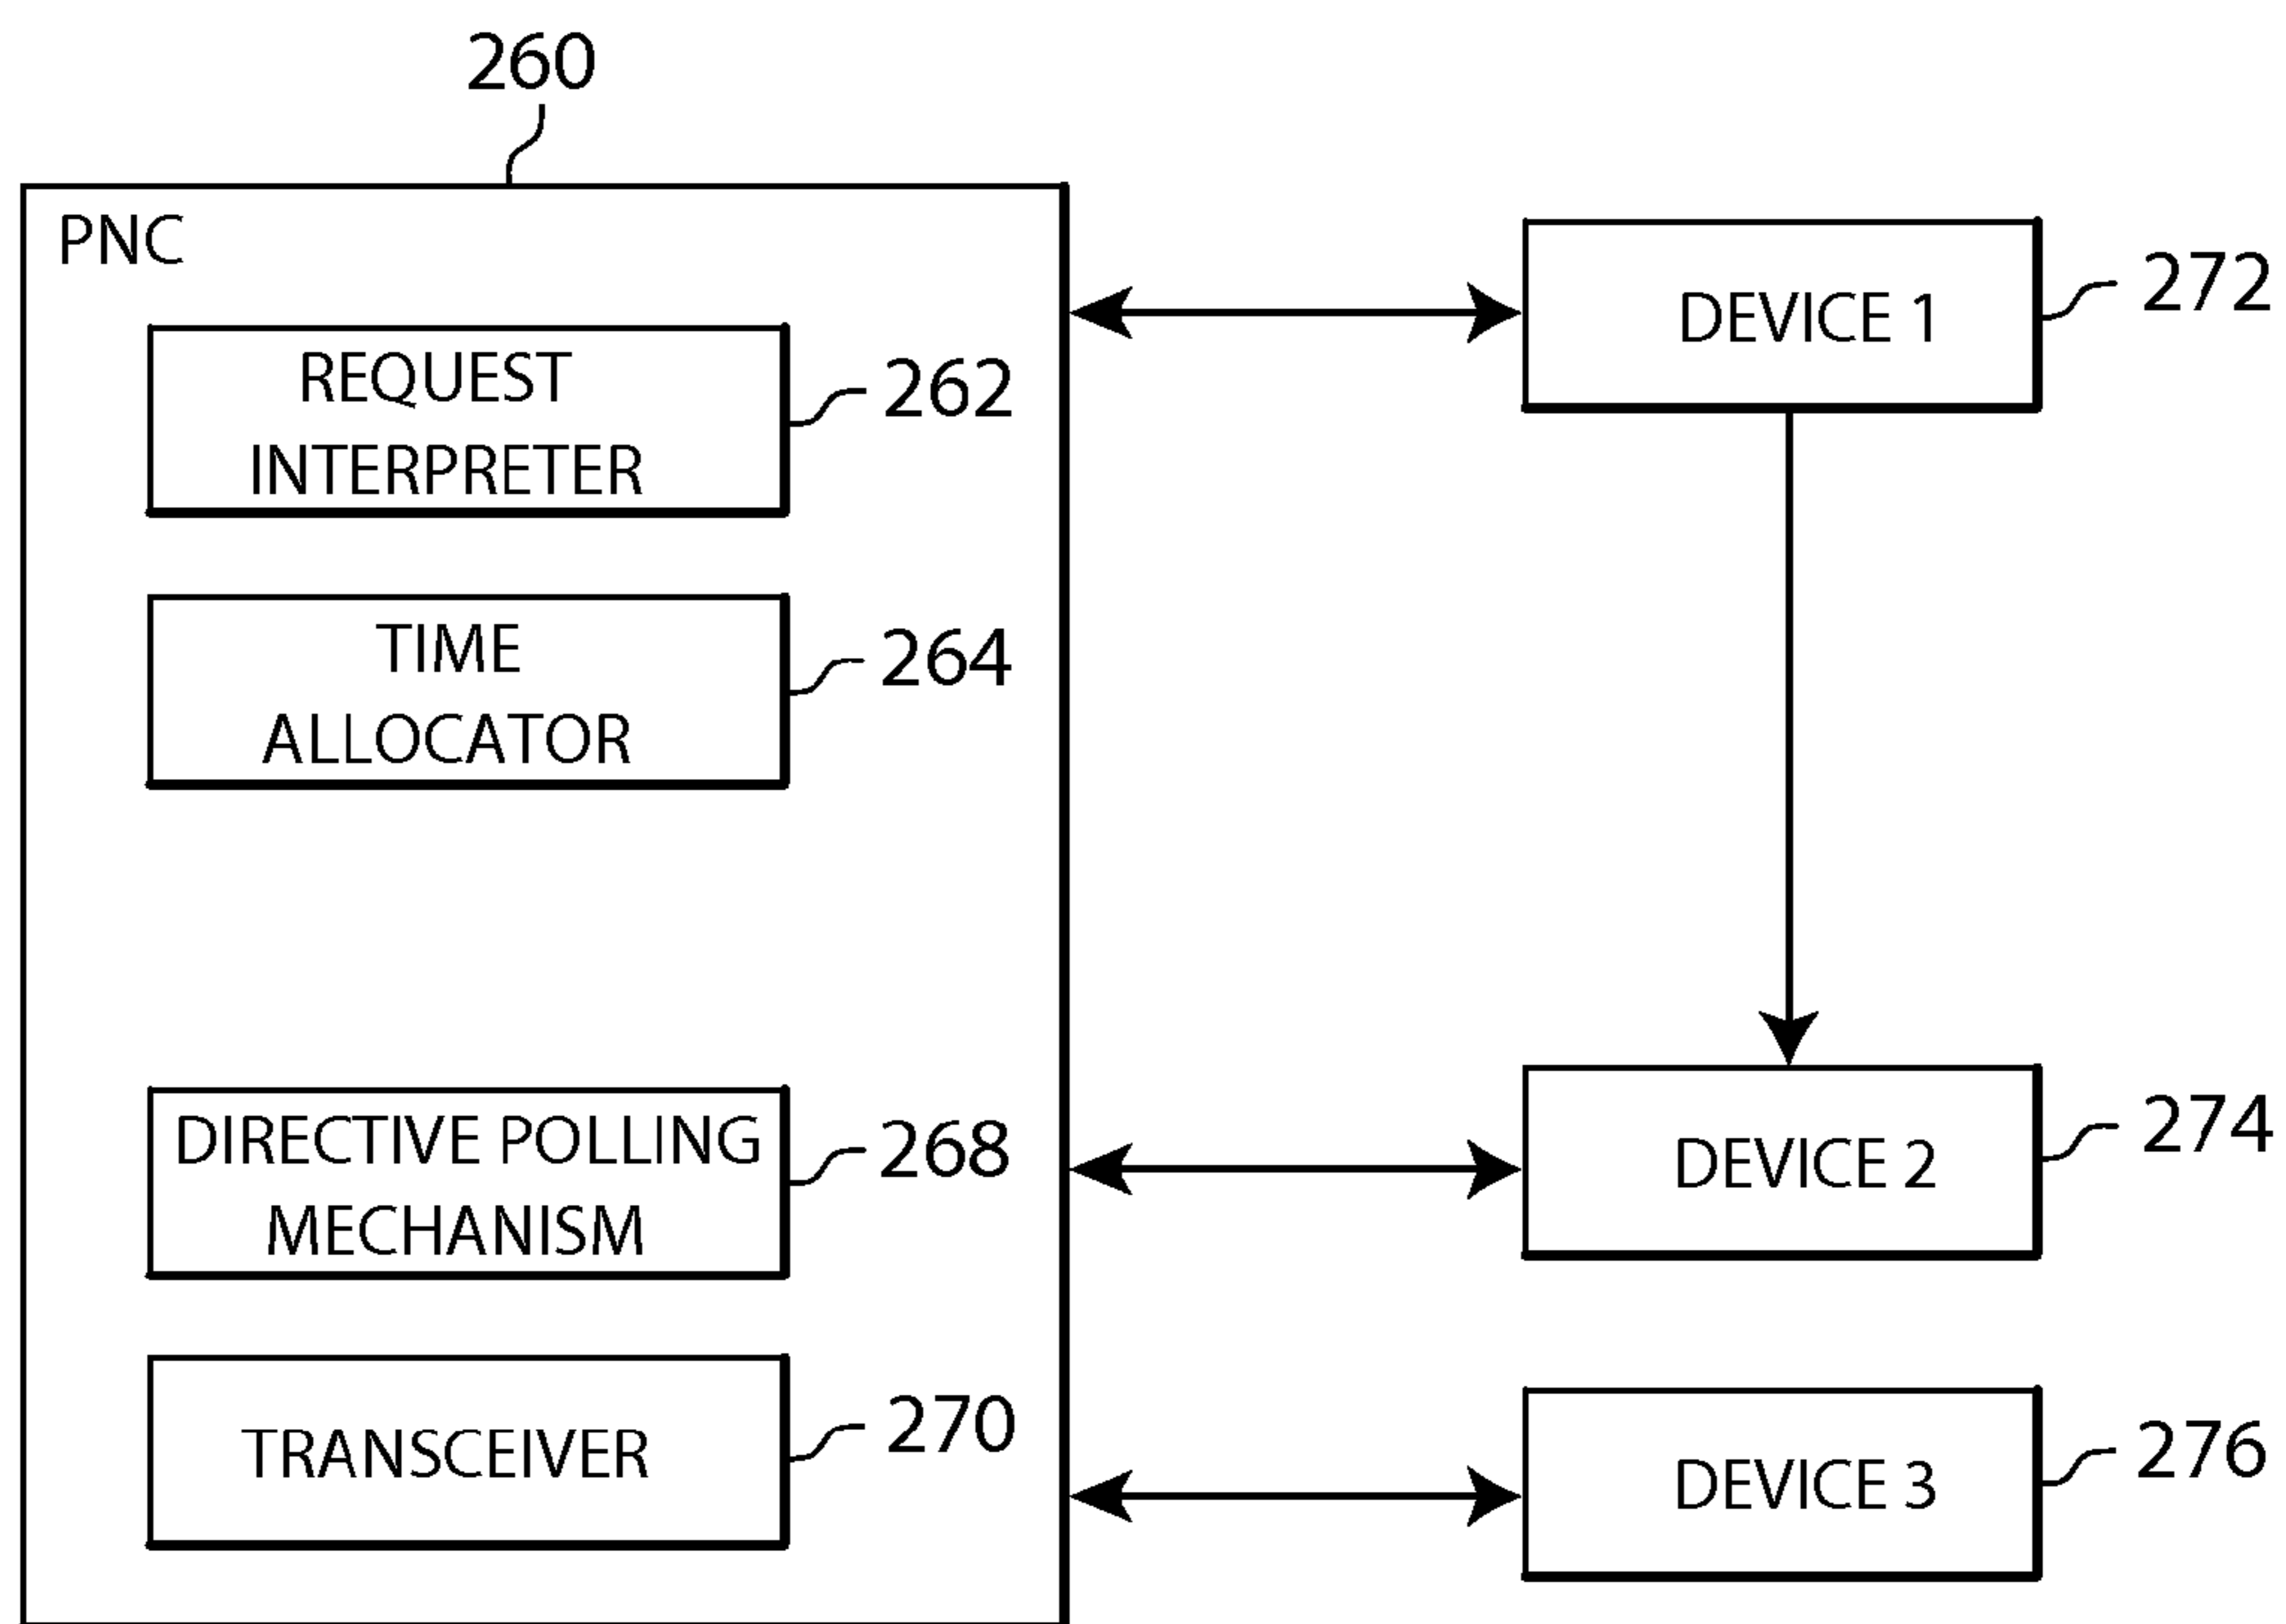 260
PNC
REQUEST
INTERPRETER
262
TIME
ALLOCATOR
264
DIRECTIVE POLLING
MECHANISM
268
TRANSCEIVER
270
DEVICE 1
272
DEVICE 2
274
DEVICE 3
276